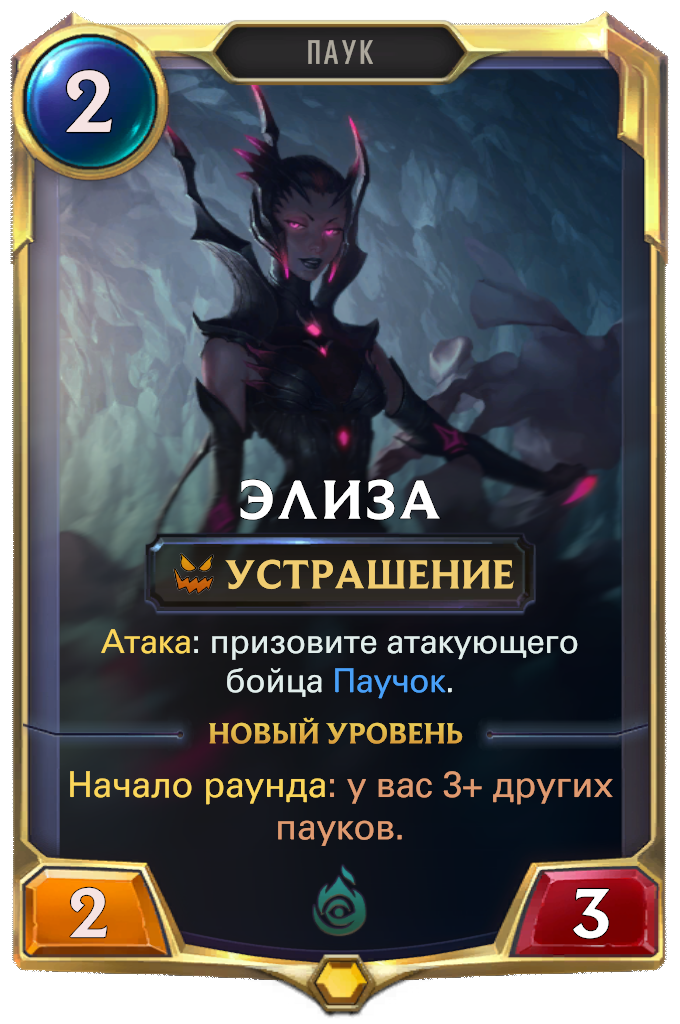 ПАУК
2
ЭЛИЗА
УСТРАШЕНИЕ
Атака: призовите атакующего
бойца Паучок.
НОВЫЙ УРОВЕНЬ
Начало раунда: у вас 3+ других
пауков.
2
3